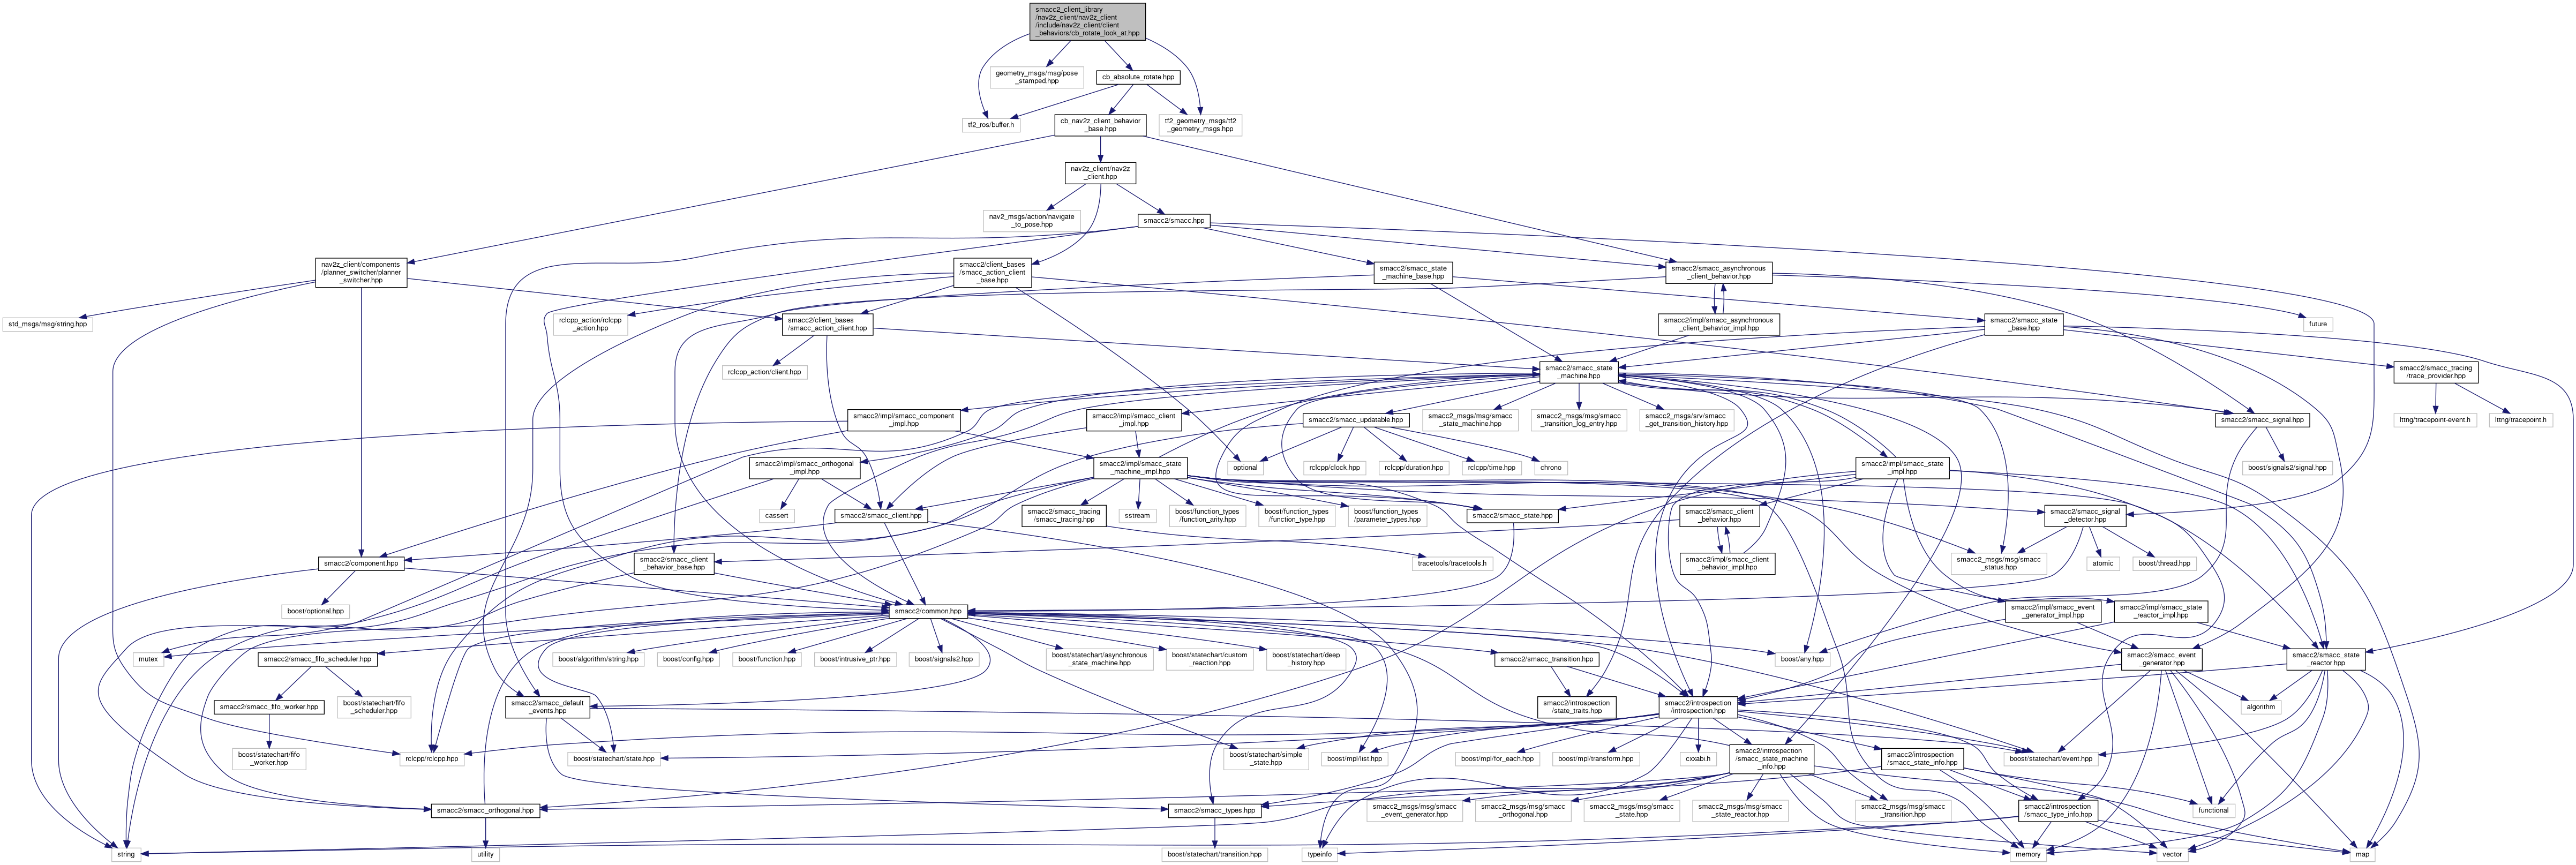 smacc2_client_library
/nav2z_client/nav2z_client
/include/nav2z_client/client
_behaviors/cb_rotate_look_at.hpp
geometry_msgs/msg/pose
_stamped.hpp
cb_absolute_rotate.hpp
tf2_ros/buffer.h
cb_nav2z_client_behavior
_base.hpp
tf2_geometry_msgs/tf2
_geometry_msgs.hpp
nav2z_client/nav2z
_client.hpp
nav2_msgs/action/navigate
_to_pose.hpp
smacc2/smacc.hpp
nav2z_client/components
/planner_switcher/planner
_switcher.hpp
smacc2/client_bases
/smacc_action_client
_base.hpp
smacc2/smacc_state
_machine_base.hpp
smacc2/smacc_asynchronous
_client_behavior.hpp
std_msgs/msg/string.hpp
rclcpp_action/rclcpp
_action.hpp
smacc2/client_bases
/smacc_action_client.hpp
smacc2/impl/smacc_asynchronous
_client_behavior_impl.hpp
smacc2/smacc_state
_base.hpp
future
rclcpp_action/client.hpp
smacc2/smacc_state
_machine.hpp
smacc2/smacc_tracing
/trace_provider.hpp
smacc2/impl/smacc_component
_impl.hpp
smacc2/impl/smacc_client
_impl.hpp
smacc2/smacc_updatable.hpp
smacc2_msgs/msg/smacc
_state_machine.hpp
smacc2_msgs/msg/smacc
_transition_log_entry.hpp
smacc2_msgs/srv/smacc
_get_transition_history.hpp
smacc2/smacc_signal.hpp
lttng/tracepoint-event.h
lttng/tracepoint.h
smacc2/impl/smacc_orthogonal
_impl.hpp
smacc2/impl/smacc_state
_machine_impl.hpp
optional
rclcpp/clock.hpp
rclcpp/duration.hpp
rclcpp/time.hpp
chrono
smacc2/impl/smacc_state
_impl.hpp
boost/signals2/signal.hpp
cassert
smacc2/smacc_client.hpp
smacc2/smacc_tracing
/smacc_tracing.hpp
sstream
boost/function_types
/function_arity.hpp
boost/function_types
/function_type.hpp
boost/function_types
/parameter_types.hpp
smacc2/smacc_state.hpp
smacc2/smacc_client
_behavior.hpp
smacc2/smacc_signal
_detector.hpp
smacc2/component.hpp
smacc2/smacc_client
_behavior_base.hpp
tracetools/tracetools.h
smacc2/impl/smacc_client
_behavior_impl.hpp
smacc2_msgs/msg/smacc
_status.hpp
atomic
boost/thread.hpp
boost/optional.hpp
smacc2/common.hpp
smacc2/impl/smacc_event
_generator_impl.hpp
smacc2/impl/smacc_state
_reactor_impl.hpp
mutex
smacc2/smacc_fifo_scheduler.hpp
boost/algorithm/string.hpp
boost/config.hpp
boost/function.hpp
boost/intrusive_ptr.hpp
boost/signals2.hpp
boost/statechart/asynchronous
_state_machine.hpp
boost/statechart/custom
_reaction.hpp
boost/statechart/deep
_history.hpp
smacc2/smacc_transition.hpp
boost/any.hpp
smacc2/smacc_event
_generator.hpp
smacc2/smacc_state
_reactor.hpp
smacc2/smacc_fifo_worker.hpp
boost/statechart/fifo
_scheduler.hpp
smacc2/smacc_default
_events.hpp
smacc2/introspection
/state_traits.hpp
smacc2/introspection
/introspection.hpp
algorithm
boost/statechart/fifo
_worker.hpp
rclcpp/rclcpp.hpp
boost/statechart/state.hpp
boost/statechart/simple
_state.hpp
boost/mpl/list.hpp
boost/mpl/for_each.hpp
boost/mpl/transform.hpp
cxxabi.h
smacc2/introspection
/smacc_state_machine
_info.hpp
smacc2/introspection
/smacc_state_info.hpp
boost/statechart/event.hpp
smacc2/smacc_orthogonal.hpp
smacc2/smacc_types.hpp
smacc2_msgs/msg/smacc
_event_generator.hpp
smacc2_msgs/msg/smacc
_orthogonal.hpp
smacc2_msgs/msg/smacc
_state.hpp
smacc2_msgs/msg/smacc
_state_reactor.hpp
smacc2_msgs/msg/smacc
_transition.hpp
smacc2/introspection
/smacc_type_info.hpp
functional
string
utility
boost/statechart/transition.hpp
typeinfo
memory
vector
map